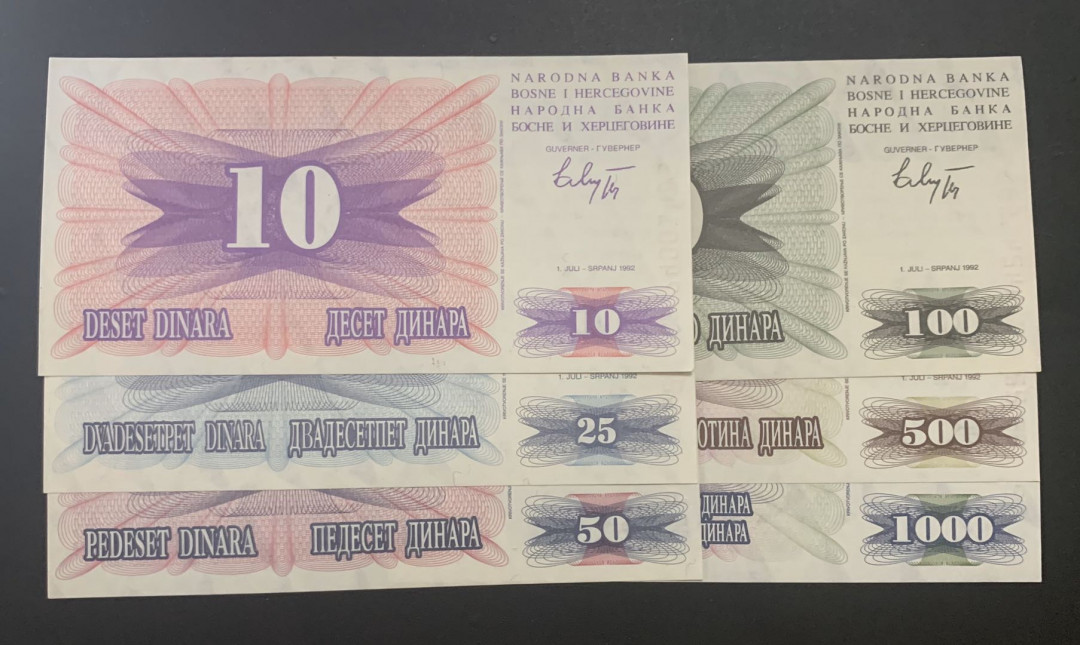 NARODNA BANKA
BOSNE I HERCEGOVINE
НАРОДНА БАНКА
БОСНЕ И ХЕРЦЕГОВИНЕ
GUVERNER - ГУВЕРНЕР
10
1. JULI - SRPANJ 1992
DESET DINARA ДЕСЕТ ДИНАРА
10
NARODNA BANKA
BOSNE I HERCEGOVINE
НАРОДНА БАНКА
БОСНЕ И ХЕРЦЕГОВИНЕ
GUVERNER - ГУВЕРНЕР
1. JULI - SRPANJ 1992
ДИНАРА
100
1. JULI - SRPANJ 1992
DVADESETPET DINARA ДВАДЕСЕТПЕТ ДИНАРА
25
1. JULI - SRPANJ 1992
ОТИНА ДИНАРА
500
PEDESET DINARA ПЕДЕСЕТ ДИНАРА
50
ДИНАРА
ДИНАРА
1000